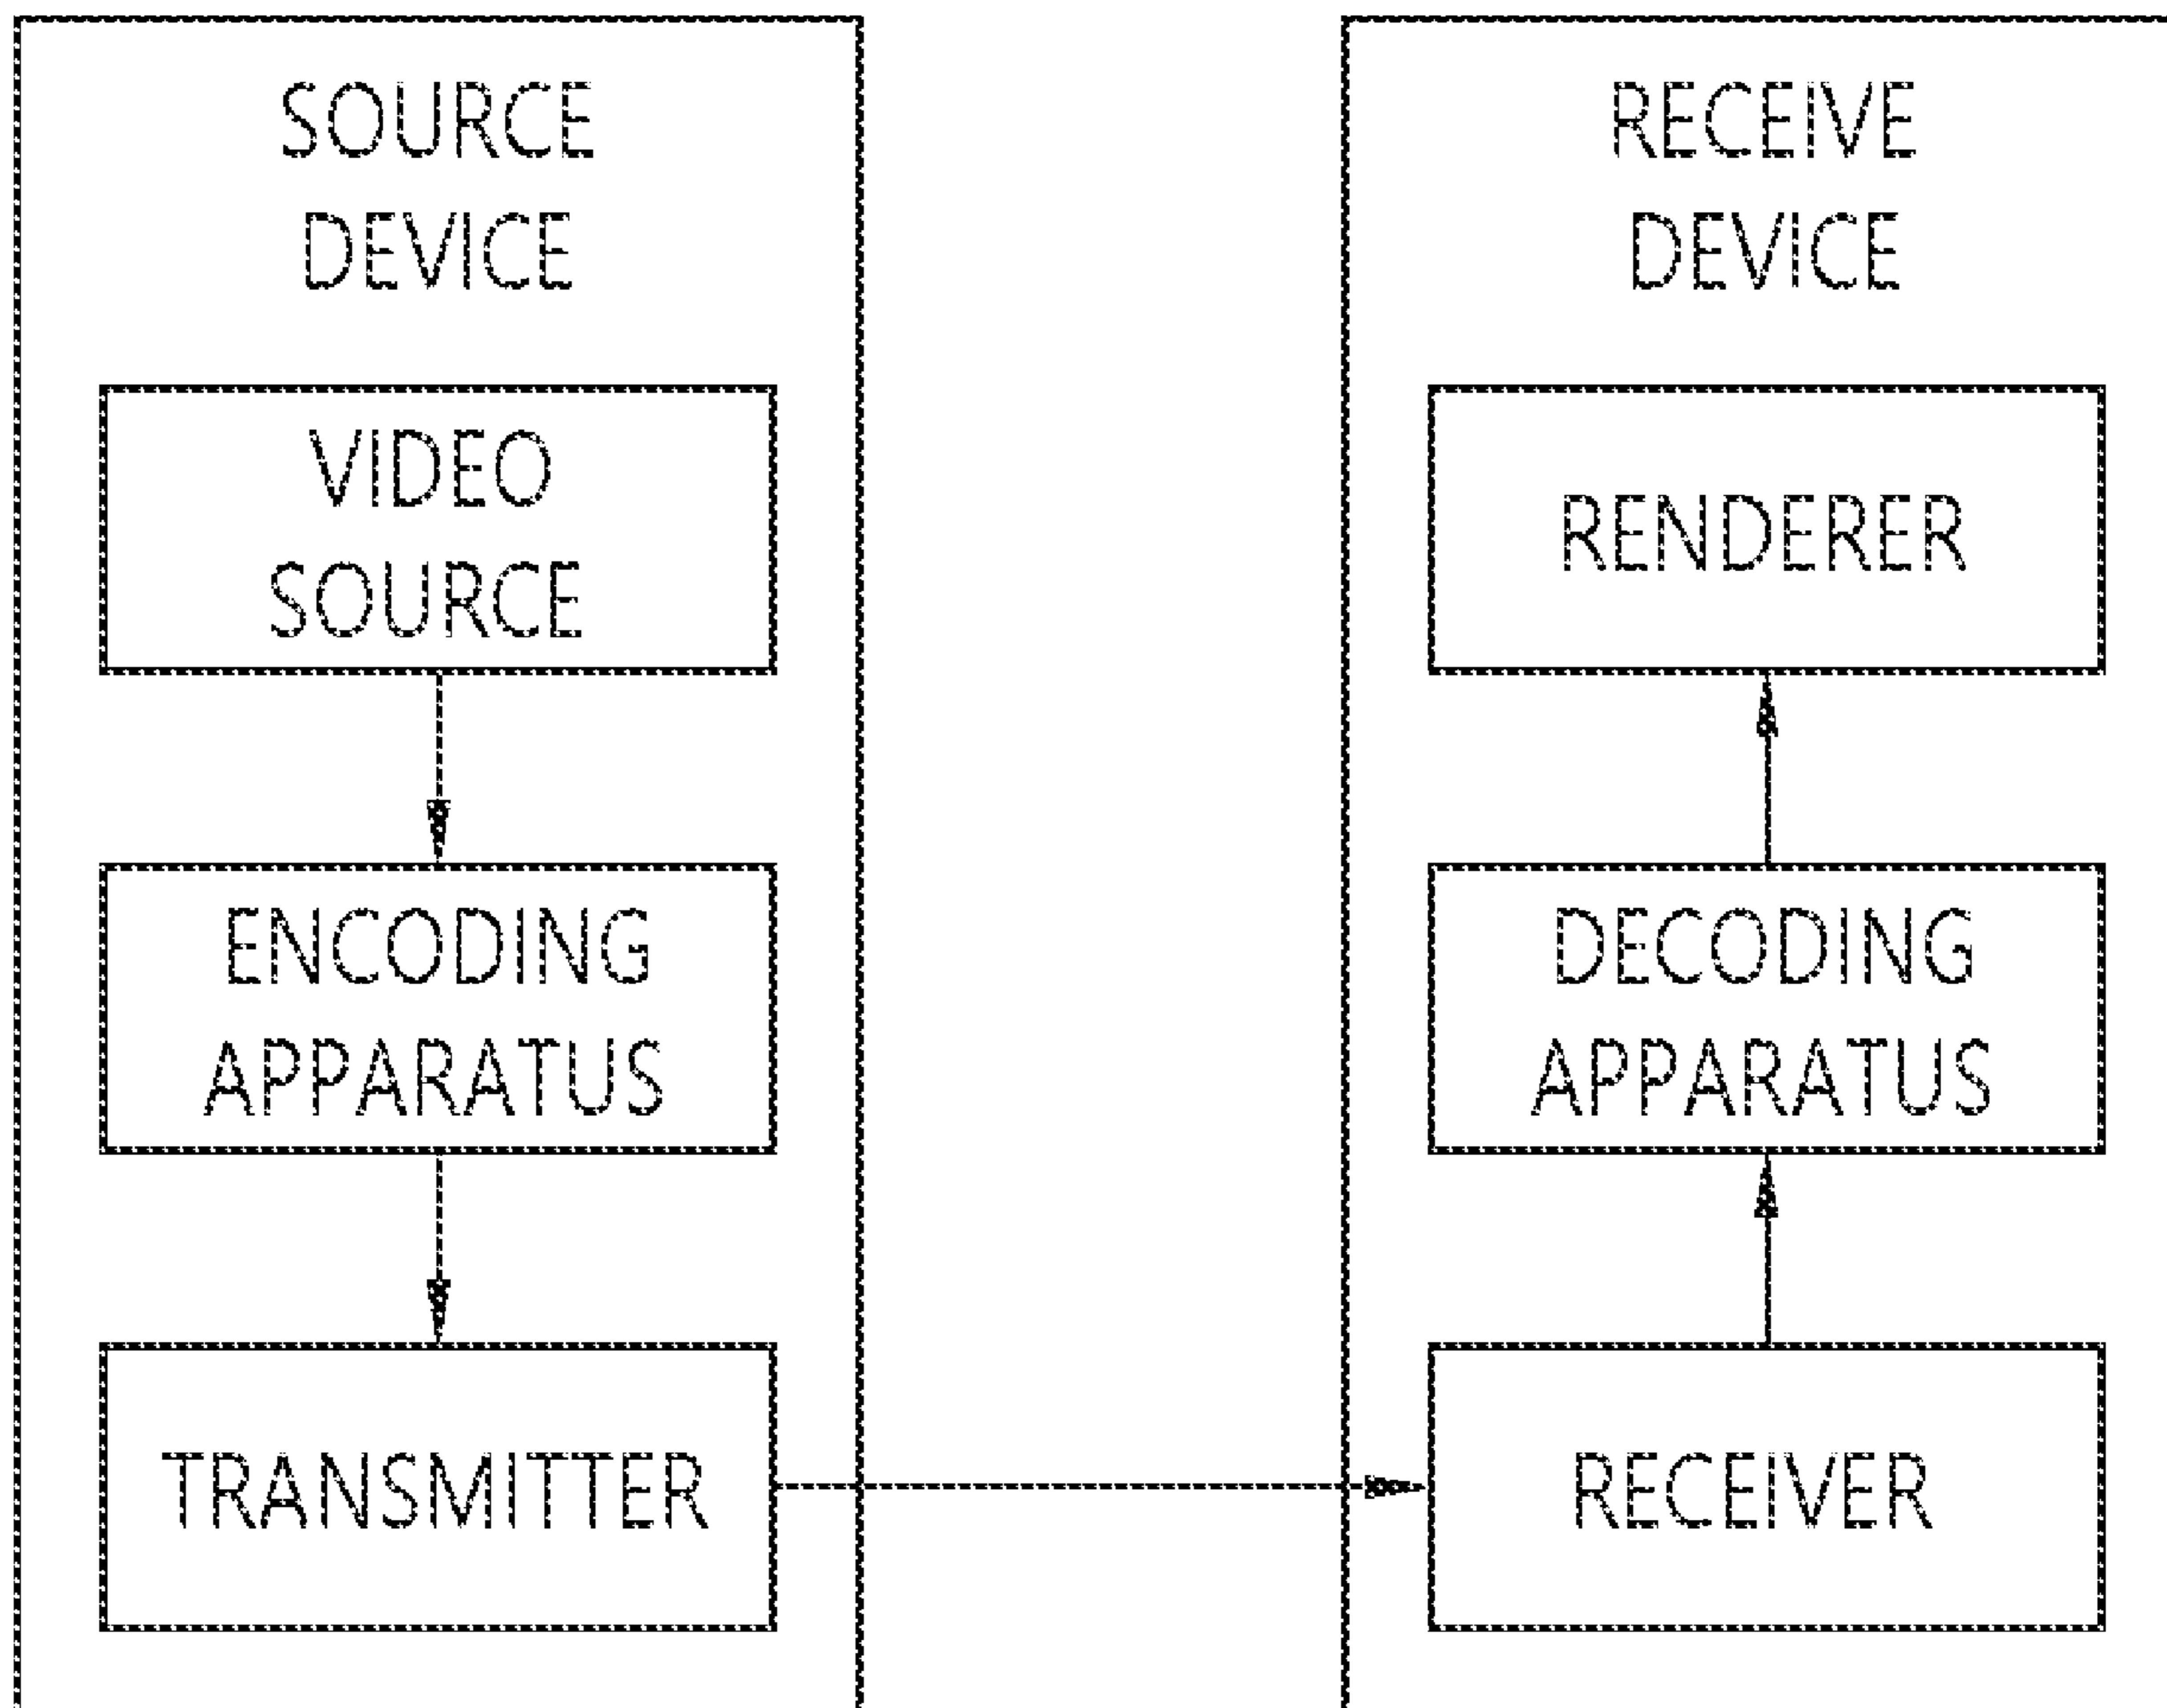 SOURCE
DEVICE
VIDEO
SOURCE
ENCODING
APPARATUS
TRANSMITTER
RECEIVE
DEVICE
RENDERER
DECODING
APPARATUS
RECEIVER